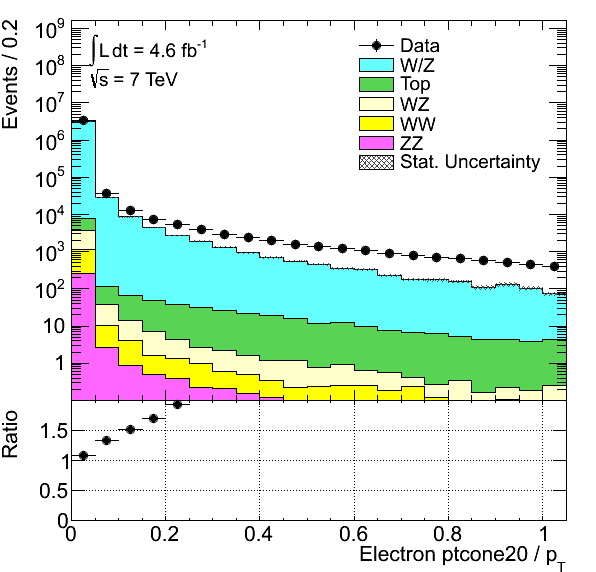 Events / 0.2
10⁹
10⁸
10⁷
10⁶
10⁵
10⁴
10³
10²
10
1
∫L dt = 4.6 fb⁻¹
√s = 7 TeV
Data
W/Z
Top
WZ
WW
ZZ
Stat. Uncertainty
Ratio
1.5
1
0.5
0
0 0.2 0.4 0.6 0.8 1
Electron ptcone20 / p_T